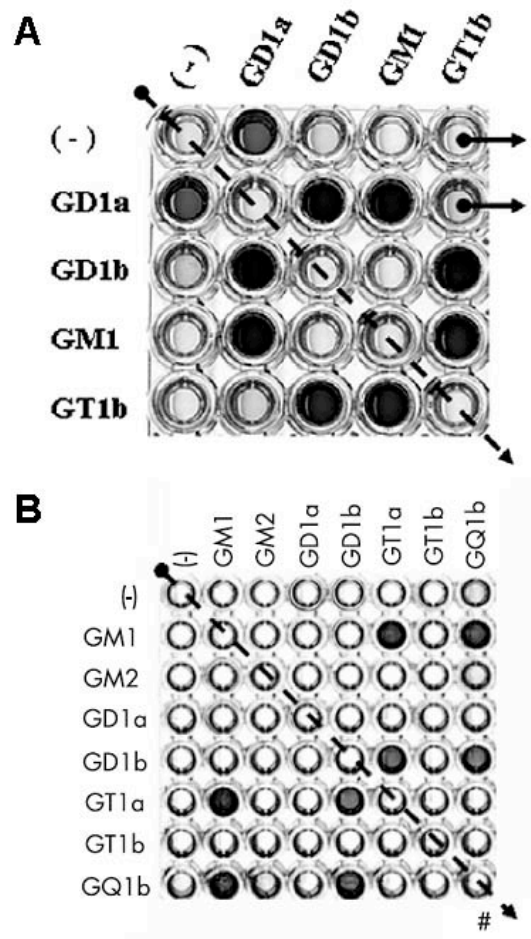 A
(-) GD1a GD1b GM1 GT1b
(-)
GD1a
GD1b
GM1
GT1b
B
(-) GM1 GM2 GD1a GD1b GT1a GT1b GQ1b
(-)
GM1
GM2
GD1a
GD1b
GT1a
GT1b
GQ1b
#